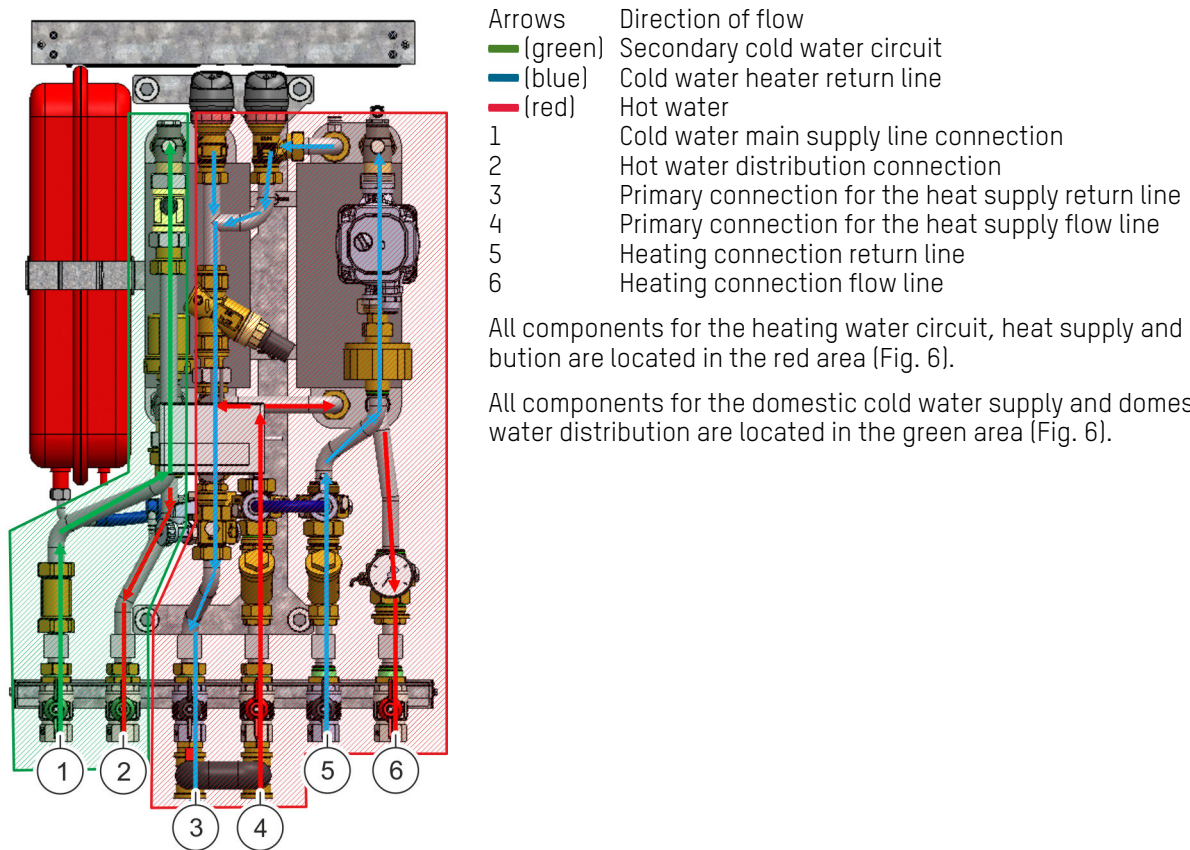 Arrows Direction of flow
(green) Secondary cold water circuit
(blue) Cold water heater return line
(red) Hot water
1 Cold water main supply line connection
2 Hot water distribution connection
3 Primary connection for the heat supply return line
4 Primary connection for the heat supply flow line
5 Heating connection return line
6 Heating connection flow line
All components for the heating water circuit, heat supply and
bution are located in the red area (Fig. 6).
All components for the domestic cold water supply and domes
water distribution are located in the green area (Fig. 6).
1 2 5 6
3 4